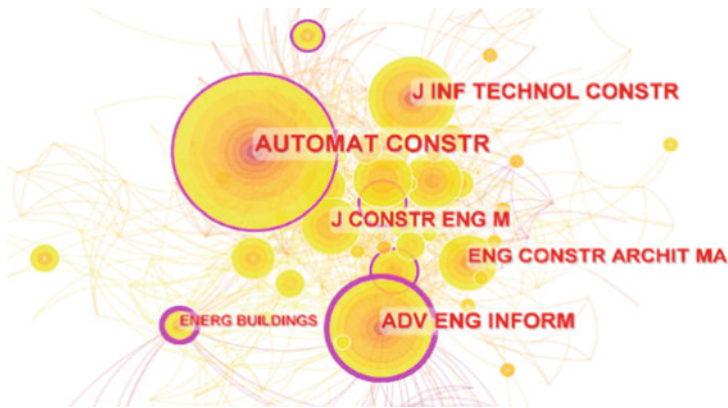 J INF TECHNOL CONSTR
AUTOMAT CONSTR
J CONSTR ENG M
ENG CONSTR ARCHIT MA
ENERG BUILDINGS
ADV ENG INFORM